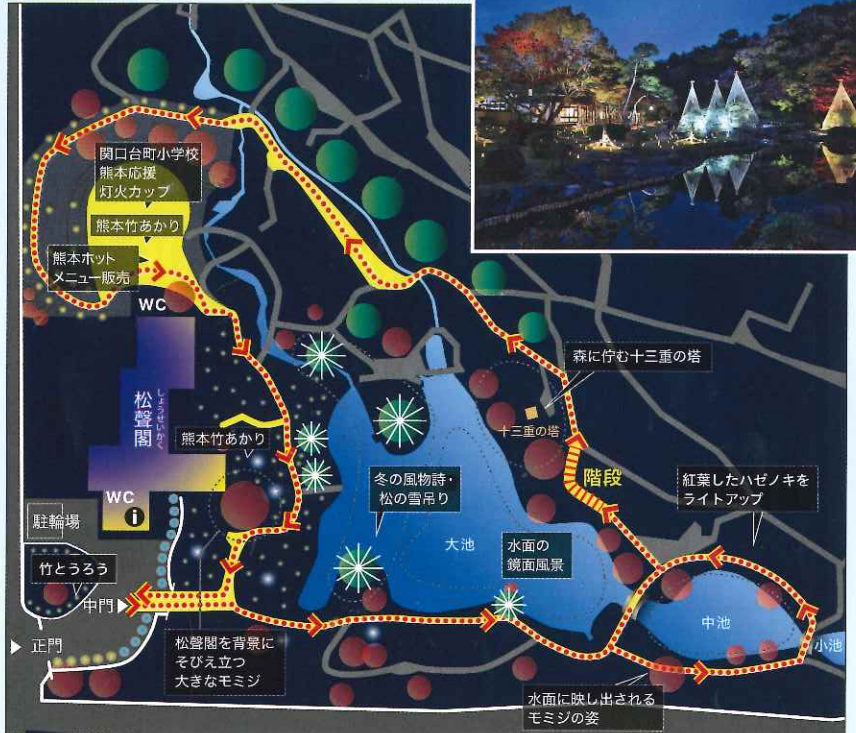 関口台町小学校
熊本応援
灯火カップ
熊本竹あかり
熊本ホット
メニュー販売
WC
しょうせいかく
松聲閣
熊本竹あかり
WC
i
駐輪場
竹とうろう
中門
正門
松聲閣を背景に
そびえ立つ
大きなモミジ
冬の風物詩・
松の雪吊り
大池
水面の
鏡面風景
森に佇む十三重の塔
十三重の塔
階段
紅葉したハゼノキを
ライトアップ
中池
小池
水面に映し出される
モミジの姿